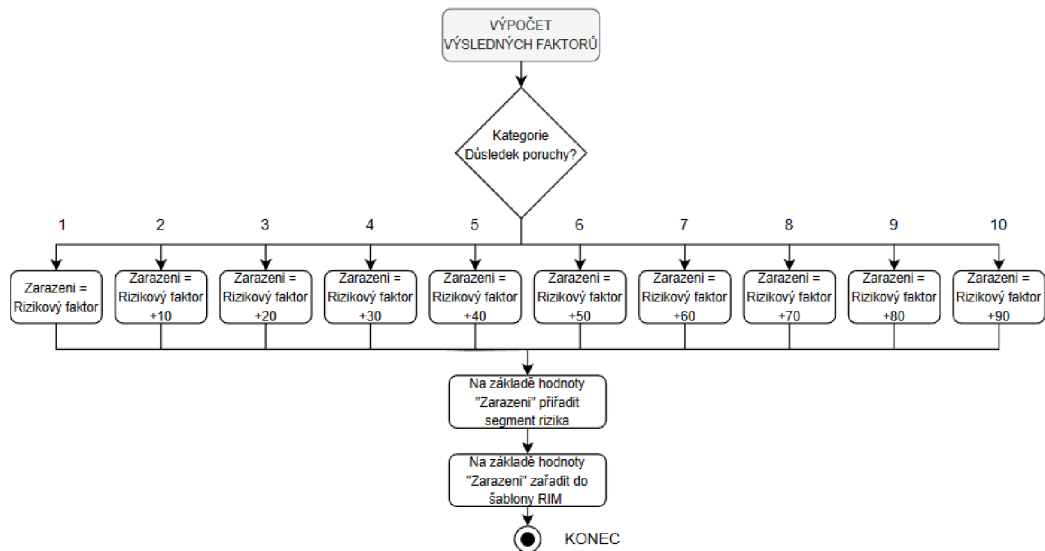 VÝPOČET
VÝSLEDNÝCH FAKTORŮ
Kategorie
Důsledek poruchy?
1
2
3
4
5
6
7
8
9
10
Zarazeni =
Rizikový faktor
Zarazeni =
Rizikový faktor
+10
Zarazeni =
Rizikový faktor
+20
Zarazeni =
Rizikový faktor
+30
Zarazeni =
Rizikový faktor
+40
Zarazeni =
Rizikový faktor
+50
Zarazeni =
Rizikový faktor
+60
Zarazeni =
Rizikový faktor
+70
Zarazeni =
Rizikový faktor
+80
Zarazeni =
Rizikový faktor
+90
Na základě hodnoty
"Zarazeni" přiřadit
segment rizika
Na základě hodnoty
"Zarazeni" zařadit do
šablony RIM
KONEC